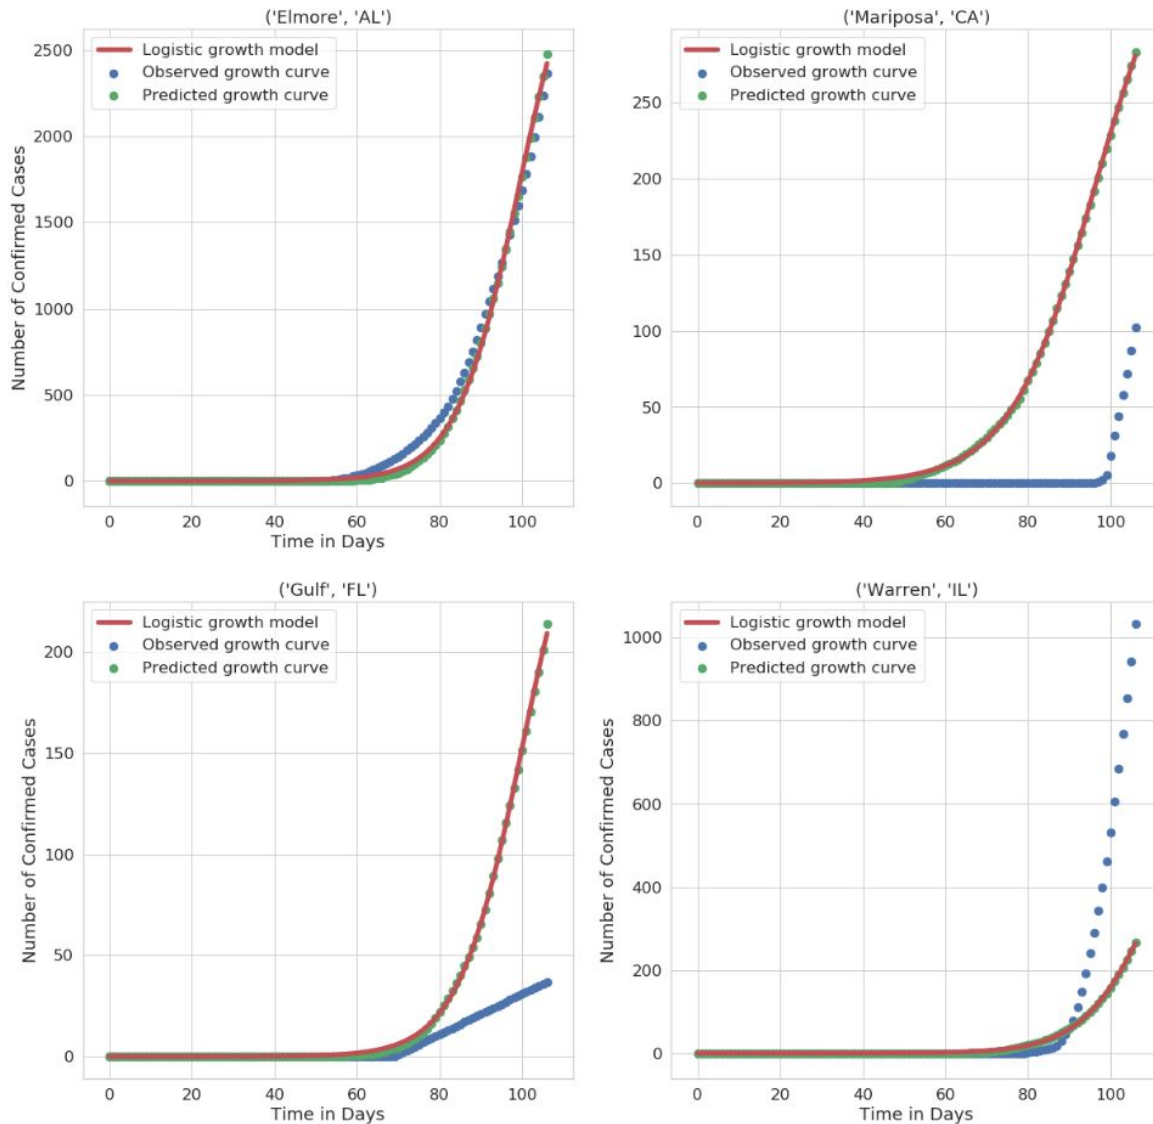 ('Elmore', 'AL')
Logistic growth model
Observed growth curve
Predicted growth curve
2500
2000
1500
1000
500
0
Number of Confirmed Cases
0 20 40 60 80 100
Time in Days
('Mariposa', 'CA')
Logistic growth model
Observed growth curve
Predicted growth curve
250
200
150
100
50
0
0 20 40 60 80 100
('Gulf', 'FL')
Logistic growth model
Observed growth curve
Predicted growth curve
200
150
100
50
0
Number of Confirmed Cases
0 20 40 60 80 100
Time in Days
('Warren', 'IL')
Logistic growth model
Observed growth curve
Predicted growth curve
1000
800
600
400
200
0
Number of Confirmed Cases
0 20 40 60 80 100
Time in Days